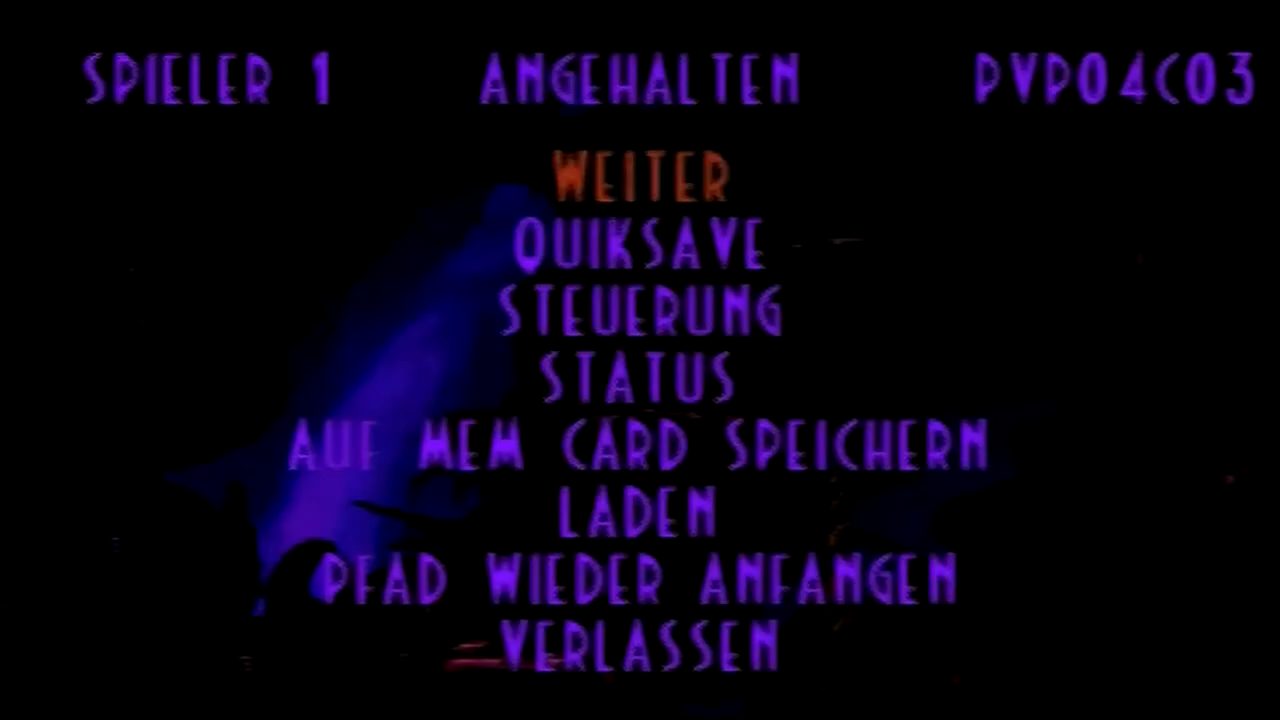 SPIELER 1 ANGEHALTEN PVP04C03
WEITER
QUIKSAVE
STEUERUNG
STATUS
AUF MEM CARD SPEICHERN
LADEN
PFAD WIEDER ANFANGEN
VERLASSEN